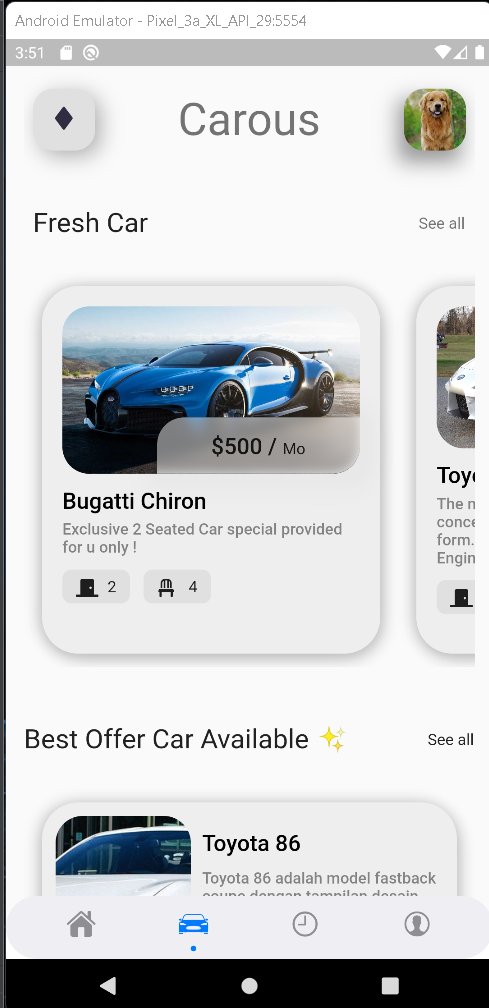 Android Emulator - Pixel_3a_XL_API_29:5554
3:51
Carous
Fresh Car
See all
$500 / Mo
Bugatti Chiron
Exclusive 2 Seated Car special provided
for u only !
2
4
Toy
The n
conce
form.
Engin
Best Offer Car Available ✨
See all
Toyota 86
Toyota 86 adalah model fastback
coupe dengan tampilan desain